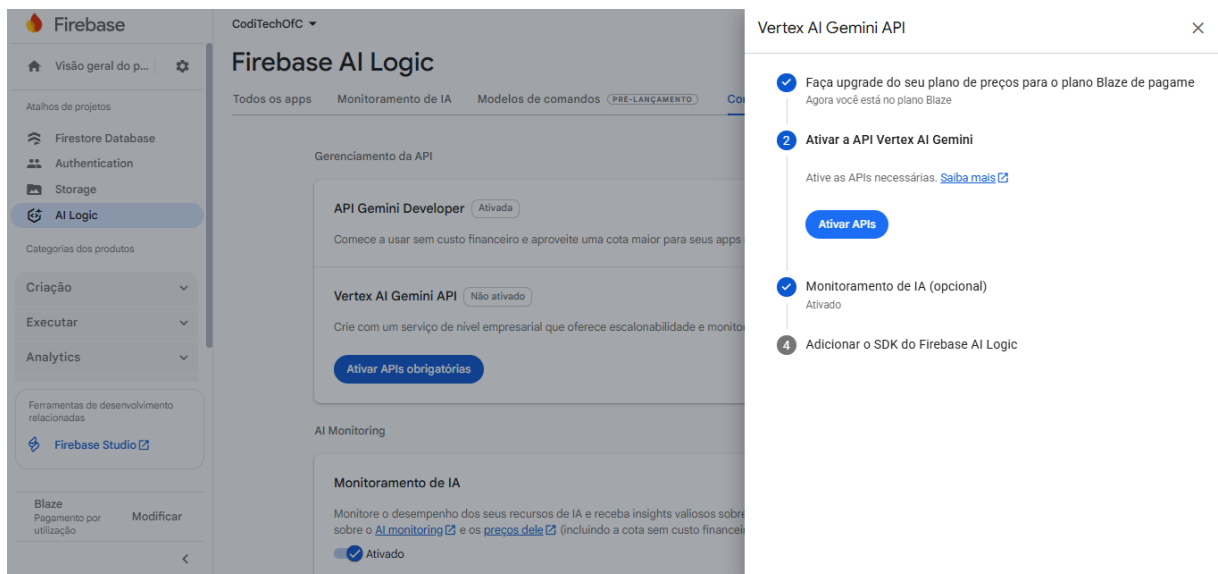 Firebase
Visão geral do p...
Atalhos de projetos
Firestore Database
Authentication
Storage
AI Logic
Categorias dos produtos
Criação
Executar
Analytics
Ferramentas de desenvolvimento
relacionadas
Firebase Studio
Blaze
Pagamento por
utilização
Modificar
CodiTechOfC
Firebase AI Logic
Todos os apps
Monitoramento de IA
Modelos de comandos
PRÉ-LANÇAMENTO
Co
Gerenciamento da API
API Gemini Developer
Ativada
Comece a usar sem custo financeiro e aproveite uma cota maior para seus apps
Vertex AI Gemini API
Não ativado
Crie com um serviço de nível empresarial que oferece escalonabilidade e monito
Ativar APIs obrigatórias
AI Monitoring
Monitoramento de IA
Monitore o desempenho dos seus recursos de IA e receba insights valiosos sobre
sobre o AI monitoring e os preços dele (incluindo a cota sem custo financei
Ativado
Vertex AI Gemini API
Faça upgrade do seu plano de preços para o plano Blaze de pagame
Agora você está no plano Blaze
2 Ativar a API Vertex AI Gemini
Ative as APIs necessárias. Saiba mais
Ativar APIs
Monitoramento de IA (opcional)
Ativado
4 Adicionar o SDK do Firebase AI Logic